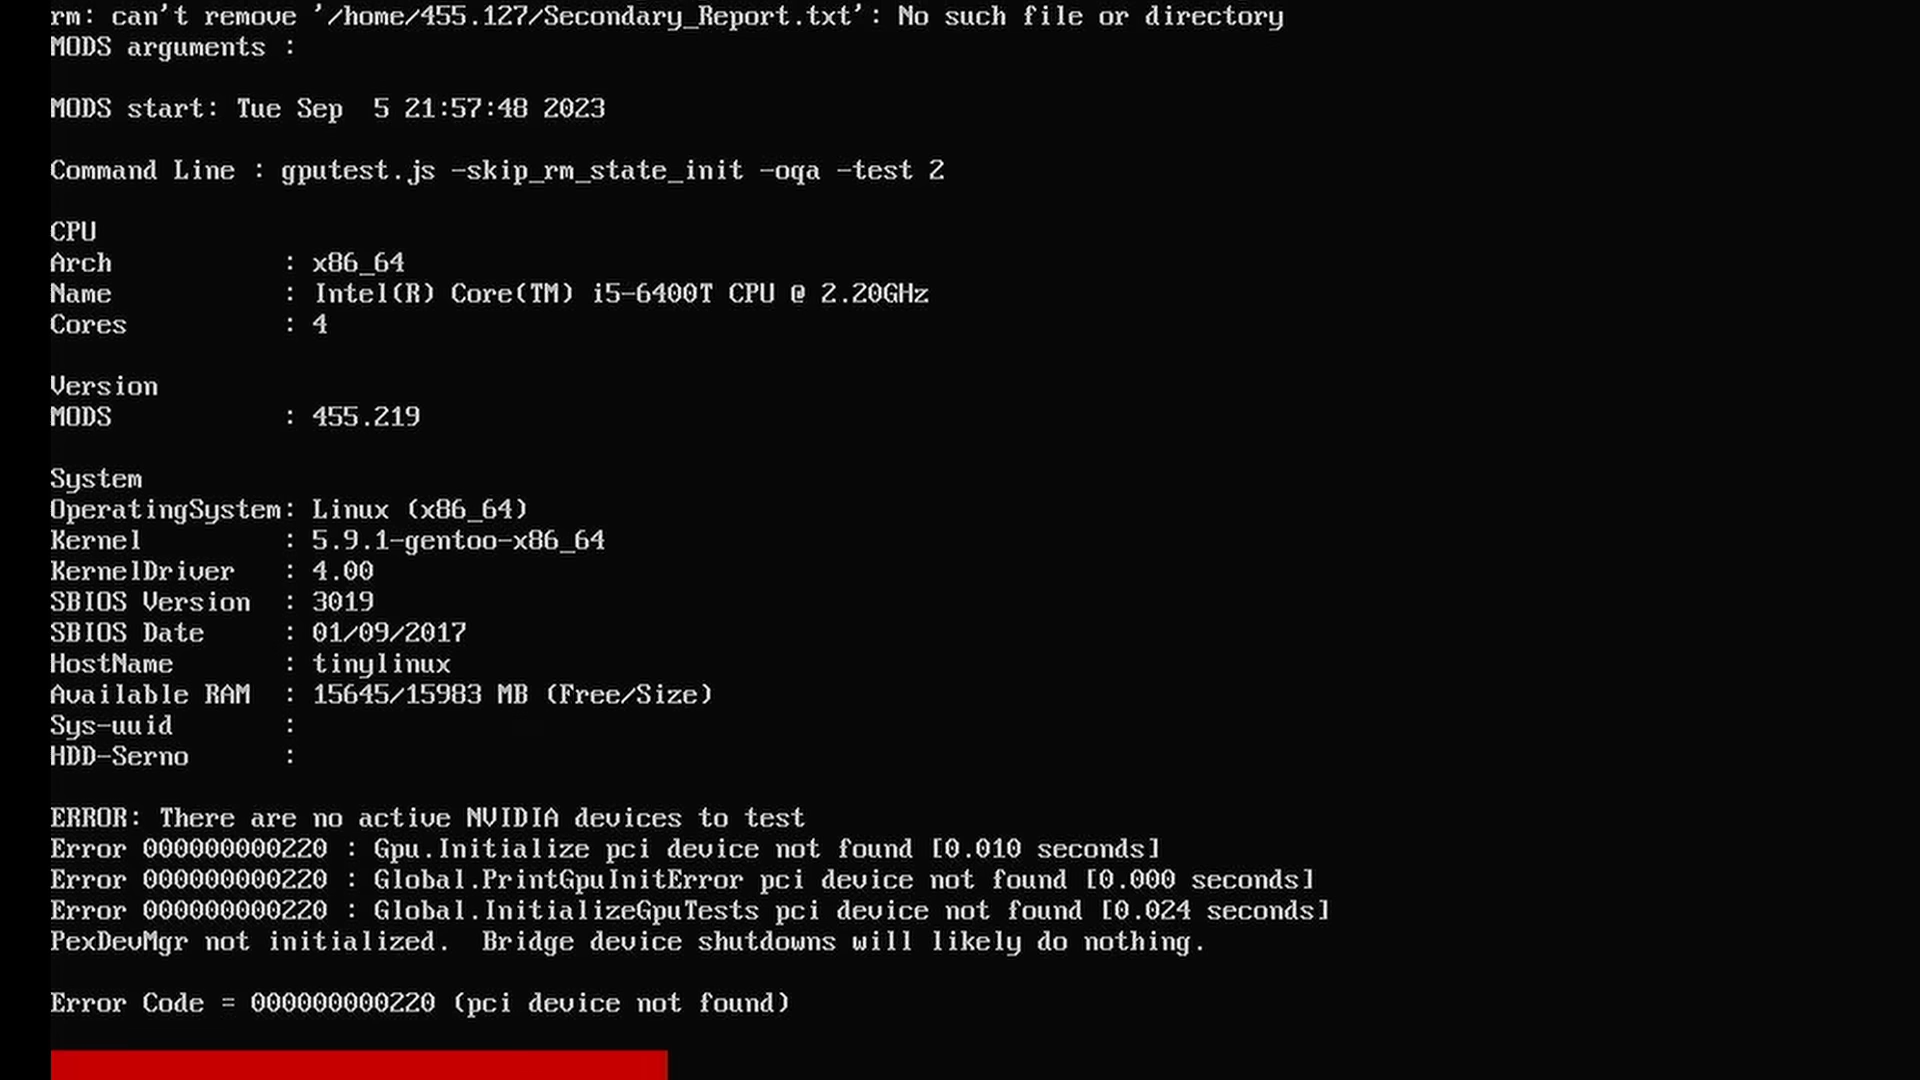 rm: can't remove '/home/455.127/Secondary_Report.txt': No such file or directory
MODS arguments :
MODS start: Tue Sep  5 21:57:48 2023
Command Line : gputest.js -skip_rm_state_init -oqa -test 2
CPU
Arch            : x86_64
Name            : Intel(R) Core(TM) i5-6400T CPU @ 2.20GHz
Cores           : 4
Version
MODS            : 455.219
System
OperatingSystem: Linux (x86_64)
Kernel          : 5.9.1-gentoo-x86_64
KernelDriver    : 4.00
SBIOS Version   : 3019
SBIOS Date      : 01/09/2017
HostName        : tinylinux
Available RAM   : 15645/15983 MB (Free/Size)
Sys-uuid        :
HDD-Serno       :
ERROR: There are no active NVIDIA devices to test
Error 000000000220 : Gpu.Initialize pci device not found [0.010 seconds]
Error 000000000220 : Global.PrintGpuInitError pci device not found [0.000 seconds]
Error 000000000220 : Global.InitializeGpuTests pci device not found [0.024 seconds]
PexDevMgr not initialized.  Bridge device shutdowns will likely do nothing.
Error Code = 000000000220 (pci device not found)